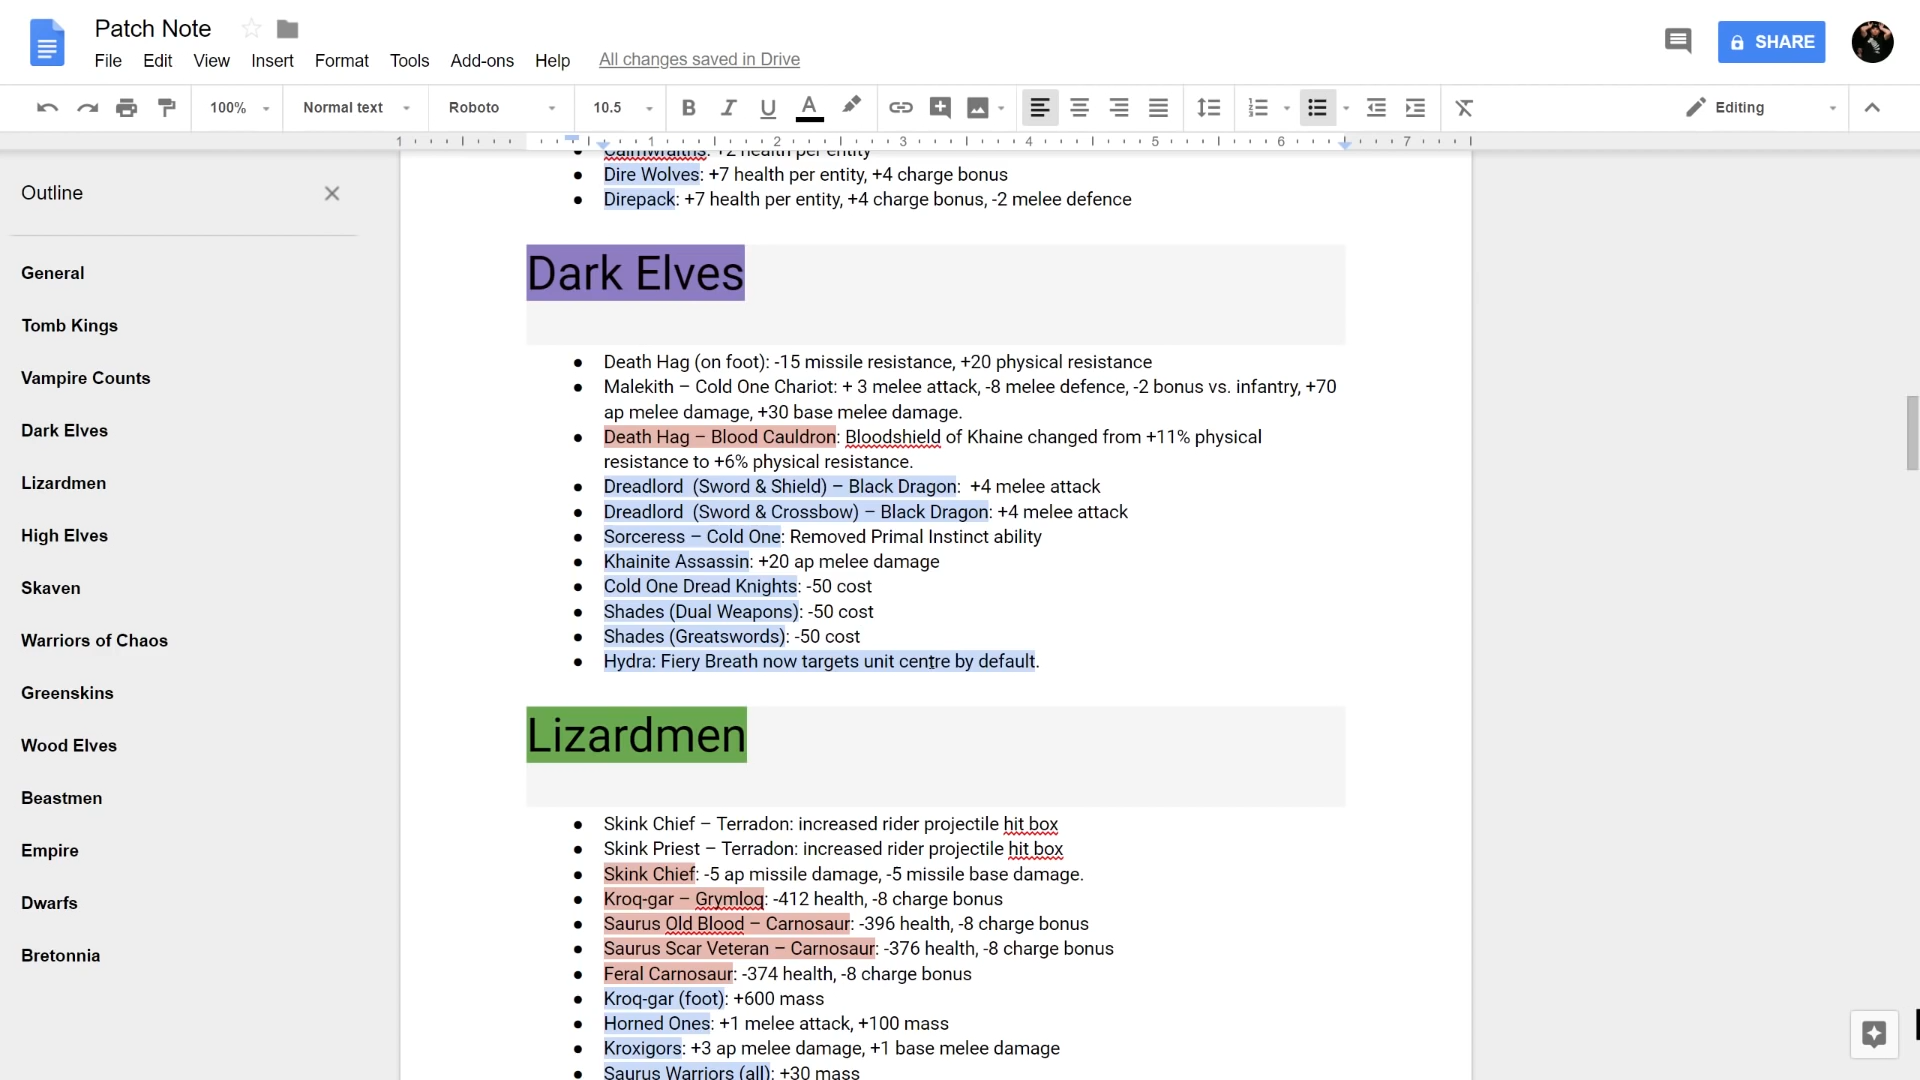 Patch Note
File Edit View Insert Format Tools Add-ons Help All changes saved in Drive
SHARE
100% Normal text Roboto 10.5 B I U A Editing
1 1 2 3 4 5 6 7
Outline
General
Tomb Kings
Vampire Counts
Dark Elves
Lizardmen
High Elves
Skaven
Warriors of Chaos
Greenskins
Wood Elves
Beastmen
Empire
Dwarfs
Bretonnia
Cairnwraiths: +2 health per entity
Dire Wolves: +7 health per entity, +4 charge bonus
Direpack: +7 health per entity, +4 charge bonus, -2 melee defence
Dark Elves
Death Hag (on foot): -15 missile resistance, +20 physical resistance
Malekith – Cold One Chariot: + 3 melee attack, -8 melee defence, -2 bonus vs. infantry, +70
ap melee damage, +30 base melee damage.
Death Hag – Blood Cauldron: Bloodshield of Khaine changed from +11% physical
resistance to +6% physical resistance.
Dreadlord  (Sword & Shield) – Black Dragon:  +4 melee attack
Dreadlord  (Sword & Crossbow) – Black Dragon: +4 melee attack
Sorceress – Cold One: Removed Primal Instinct ability
Khainite Assassin: +20 ap melee damage
Cold One Dread Knights: -50 cost
Shades (Dual Weapons): -50 cost
Shades (Greatswords): -50 cost
Hydra: Fiery Breath now targets unit centre by default.
Lizardmen
Skink Chief – Terradon: increased rider projectile hit box
Skink Priest – Terradon: increased rider projectile hit box
Skink Chief: -5 ap missile damage, -5 missile base damage.
Kroq-gar – Grymloq: -412 health, -8 charge bonus
Saurus Old Blood – Carnosaur: -396 health, -8 charge bonus
Saurus Scar Veteran – Carnosaur: -376 health, -8 charge bonus
Feral Carnosaur: -374 health, -8 charge bonus
Kroq-gar (foot): +600 mass
Horned Ones: +1 melee attack, +100 mass
Kroxigors: +3 ap melee damage, +1 base melee damage
Saurus Warriors (all): +30 mass